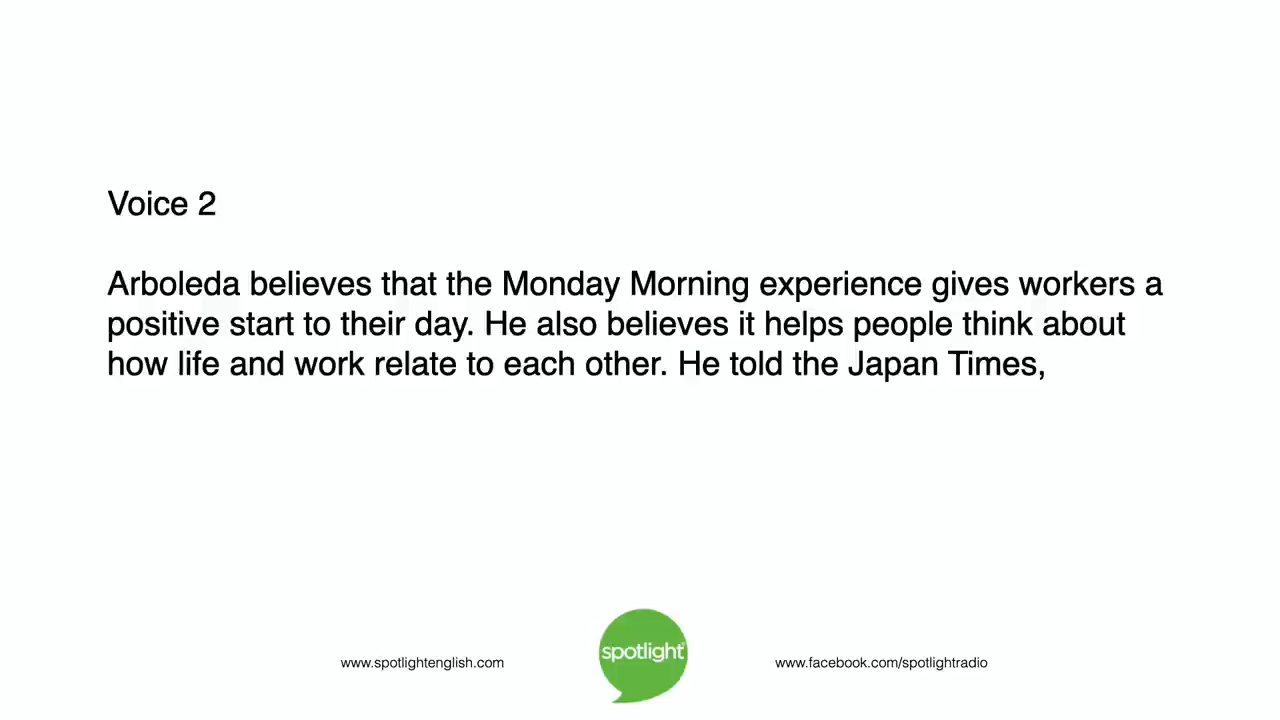 Voice 2
Arboleda believes that the Monday Morning experience gives workers a
positive start to their day. He also believes it helps people think about
how life and work relate to each other. He told the Japan Times,
spotlight
www.spotlightenglish.com
www.facebook.com/spotlightradio